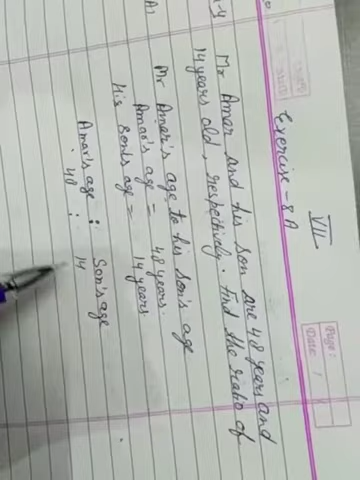 VII
Page:
Date: /
Exercise - 8A
Mr Amar and his son are 48 years and
14 years old, respectively. Find the ratio of
Mr Amar's age to his son's age
Amar's age = 48 years.
His son's age = 14 years
Amar's age : Son's age
48 : 14